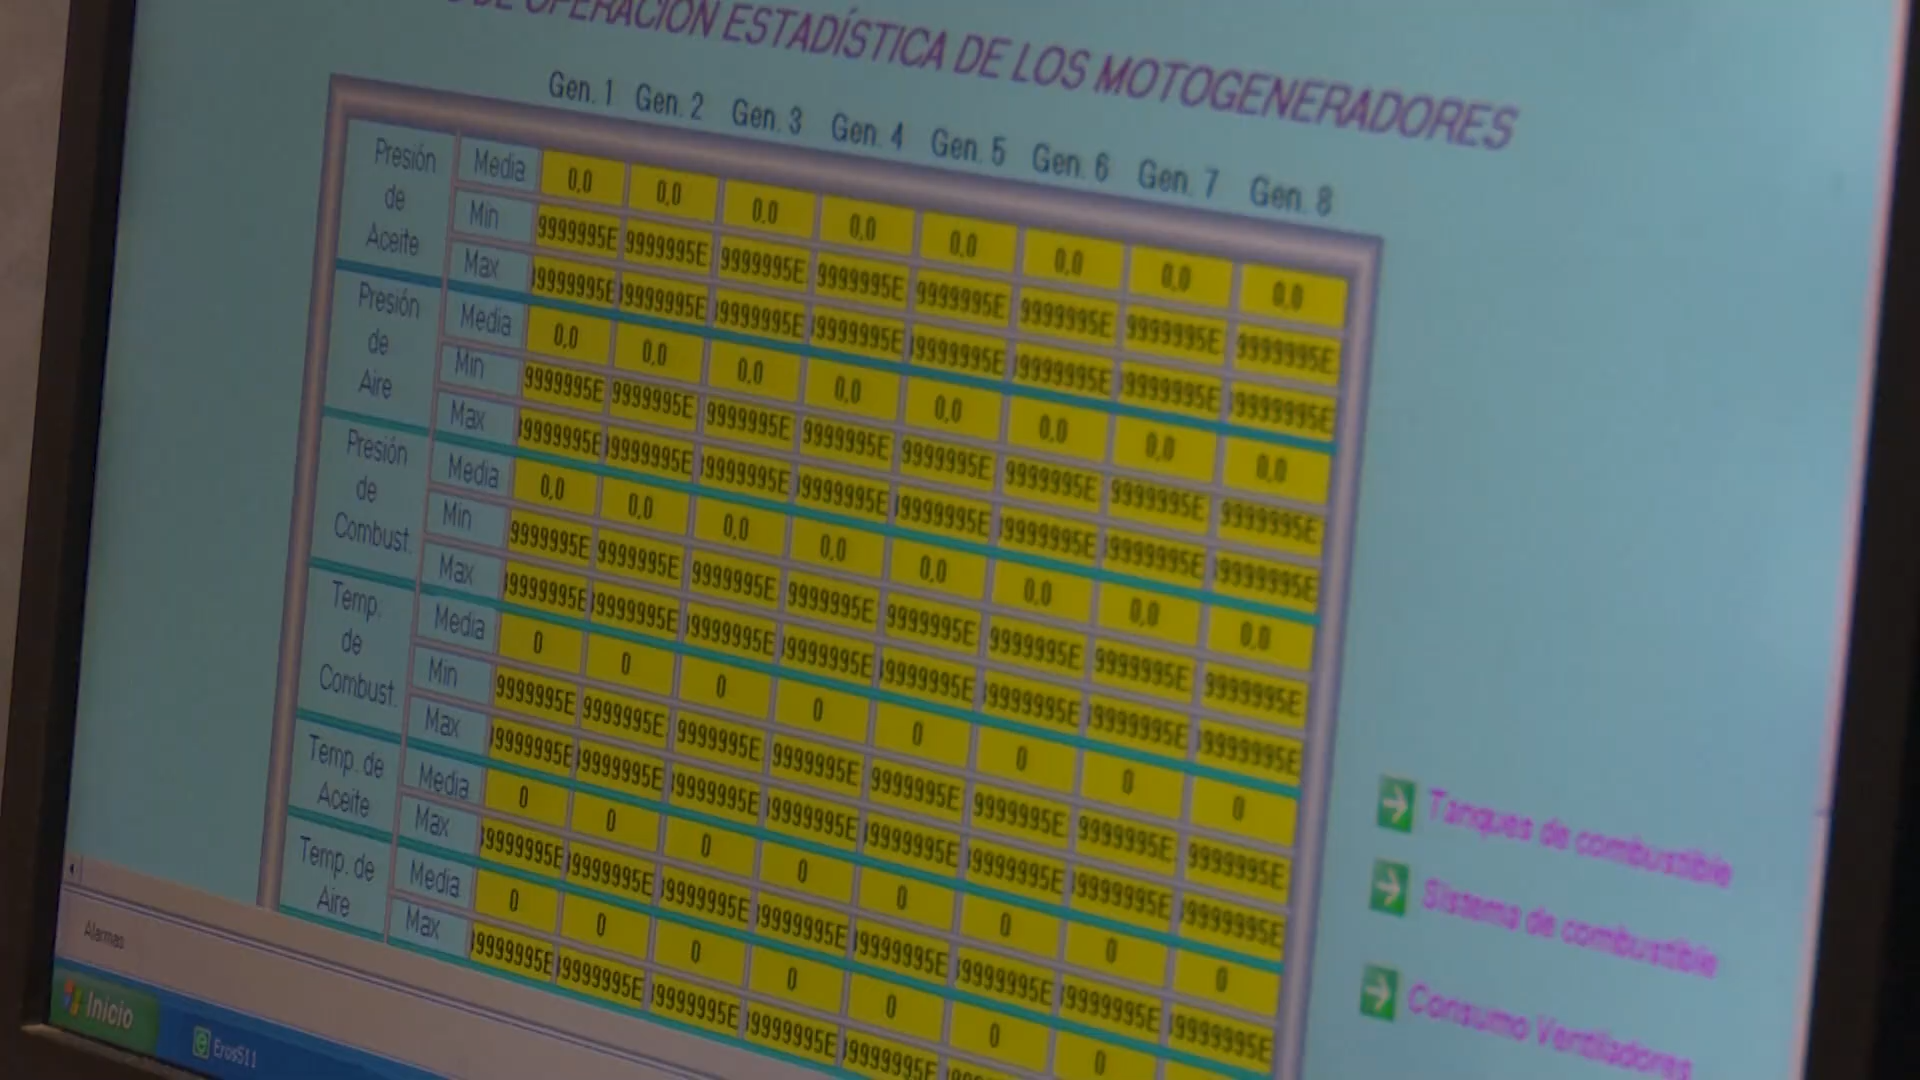 DE OPERACIÓN ESTADÍSTICA DE LOS MOTOGENERADORES
Gen. 1 Gen. 2 Gen. 3 Gen. 4 Gen. 5 Gen. 6 Gen. 7 Gen. 8
Presión de Aceite
Media 0,0 0,0 0,0 0,0 0,0 0,0 0,0 0,0
Min 9999995E 9999995E 9999995E 9999995E 9999995E 9999995E 9999995E 9999995E
Max 9999995E 9999995E 9999995E 9999995E 9999995E 9999995E 9999995E 9999995E
Presión de Aire
Media 0,0 0,0 0,0 0,0 0,0 0,0 0,0 0,0
Min 9999995E 9999995E 9999995E 9999995E 9999995E 9999995E 9999995E 9999995E
Max 9999995E 9999995E 9999995E 9999995E 9999995E 9999995E 9999995E 9999995E
Presión de Combust.
Media 0,0 0,0 0,0 0,0 0,0 0,0 0,0 0,0
Min 9999995E 9999995E 9999995E 9999995E 9999995E 9999995E 9999995E 9999995E
Max 9999995E 9999995E 9999995E 9999995E 9999995E 9999995E 9999995E 9999995E
Temp. de Combust.
Media 0 0 0 0 0 0 0 0
Min 9999995E 9999995E 9999995E 9999995E 9999995E 9999995E 9999995E 9999995E
Max 9999995E 9999995E 9999995E 9999995E 9999995E 9999995E 9999995E 9999995E
Temp. de Aceite
Media 0 0 0 0 0 0 0 0
Max 9999995E 9999995E 9999995E 9999995E 9999995E 9999995E 9999995E 9999995E
Temp. de Aire
Media 0 0 0 0 0 0 0
Max 9999995E 9999995E 9999995E 9999995E 9999995E
Tanques de combustible
Sistema de combustible
Consumo Ventiladores
Alarmas
Inicio
Eros511